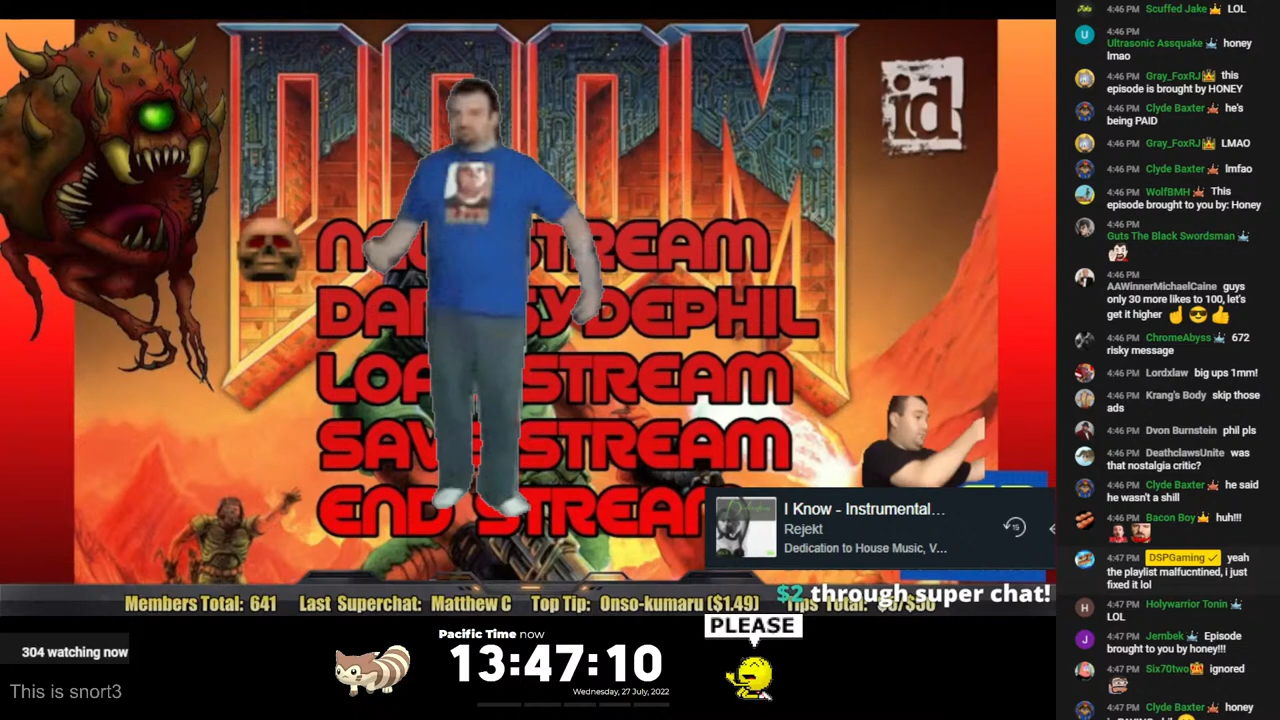 DOOM
id
NEW STREAM
DARKSYDEPHIL
LOAD STREAM
SAVE STREAM
END STREAM
I Know - Instrumental...
Rejekt
Dedication to House Music, V...
15
Members Total: 641 Last Superchat: Matthew C Top Tip: Onso-kumaru ($1.49) Tips Total:
$2 through super chat!
PLEASE
304 watching now
This is snort3
Pacific Time now
13:47:10
Wednesday, 27 July, 2022
4:46 PM Scuffed Jake LOL
4:46 PM
Ultrasonic Assquake honey
lmao
4:46 PM Gray_FoxRJ this
episode is brought by HONEY
4:46 PM Clyde Baxter he's
being PAID
4:46 PM Gray_FoxRJ LMAO
4:46 PM Clyde Baxter lmfao
4:46 PM WolfBMH This
episode brought to you by: Honey
4:46 PM
Guts The Black Swordsman
4:46 PM
AAWinnerMichaelCaine guys
only 30 more likes to 100, let's
get it higher
4:46 PM ChromeAbyss 672
risky message
4:46 PM Lordxlaw big ups 1mm!
4:46 PM Krang's Body skip those
ads
4:46 PM Dvon Burnstein phil pls
4:46 PM DeathclawsUnite was
that nostalgia critic?
4:46 PM Clyde Baxter he said
he wasn't a shill
4:46 PM Bacon Boy huh!!!
4:47 PM DSPGaming yeah
the playlist malfucntined, i just
fixed it lol
4:47 PM Holywarrior Tonin
LOL
4:47 PM Jernbek Episode
brought to you by honey!!!
4:47 PM Six70two ignored
4:47 PM Clyde Baxter honey